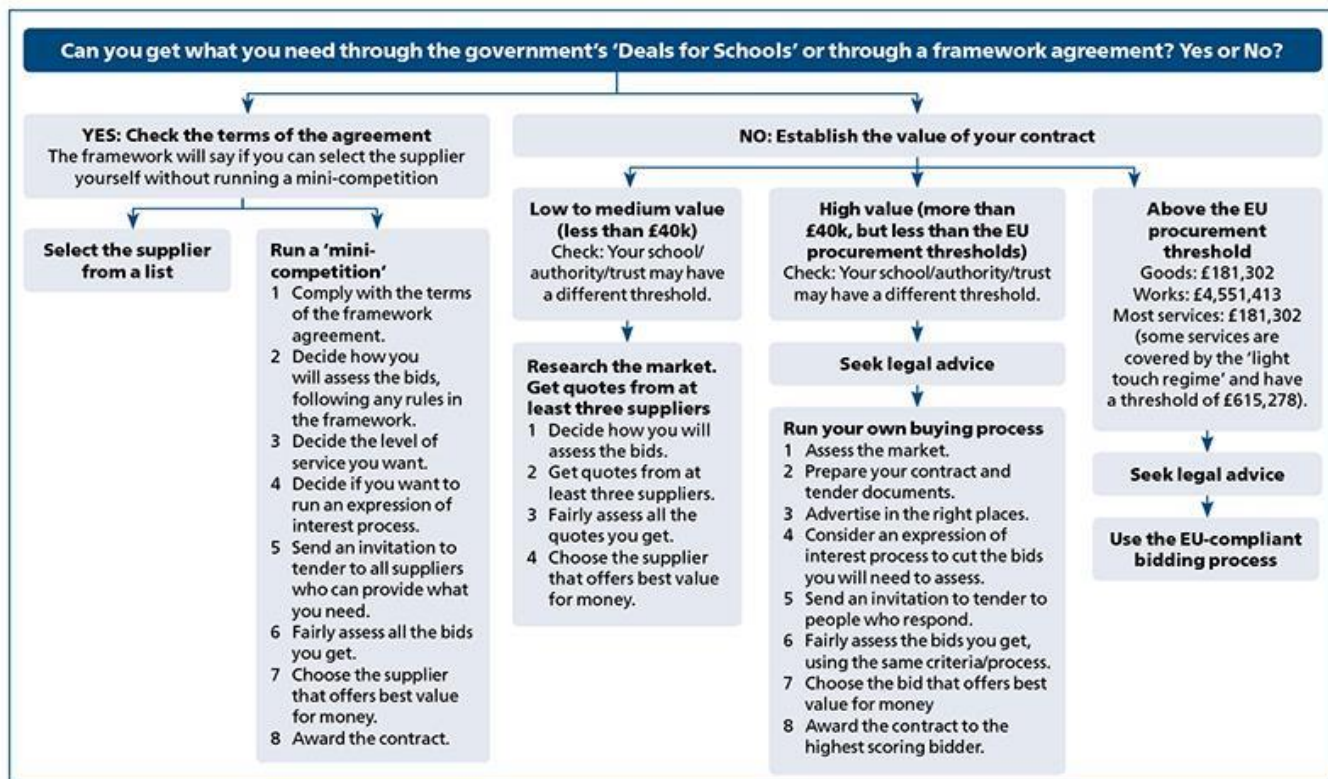 Can you get what you need through the government's 'Deals for Schools' or through a framework agreement? Yes or No?
YES: Check the terms of the agreement
The framework will say if you can select the supplier
yourself without running a mini-competition
Select the supplier
from a list
Run a 'mini-
competition'
1 Comply with the terms
of the framework
agreement.
2 Decide how you
will assess the bids,
following any rules in
the framework.
3 Decide the level of
service you want.
4 Decide if you want to
run an expression of
interest process.
5 Send an invitation to
tender to all suppliers
who can provide what
you need.
6 Fairly assess all the bids
you get.
7 Choose the supplier
that offers best value
for money.
8 Award the contract.
NO: Establish the value of your contract
Low to medium value
(less than £40k)
Check: Your school/
authority/trust may have
a different threshold.
Research the market.
Get quotes from at
least three suppliers
1 Decide how you will
assess the bids.
2 Get quotes from at
least three suppliers.
3 Fairly assess all the
quotes you get.
4 Choose the supplier
that offers best value
for money.
High value (more than
£40k, but less than the EU
procurement thresholds)
Check: Your school/authority/trust
may have a different threshold.
Seek legal advice
Run your own buying process
1 Assess the market.
2 Prepare your contract and
tender documents.
3 Advertise in the right places.
4 Consider an expression of
interest process to cut the bids
you will need to assess.
5 Send an invitation to tender to
people who respond.
6 Fairly assess the bids you get,
using the same criteria/process.
7 Choose the bid that offers best
value for money
8 Award the contract to the
highest scoring bidder.
Above the EU
procurement
threshold
Goods: £181,302
Works: £4,551,413
Most services: £181,302
(some services are
covered by the 'light
touch regime' and have
a threshold of £615,278).
Seek legal advice
Use the EU-compliant
bidding process